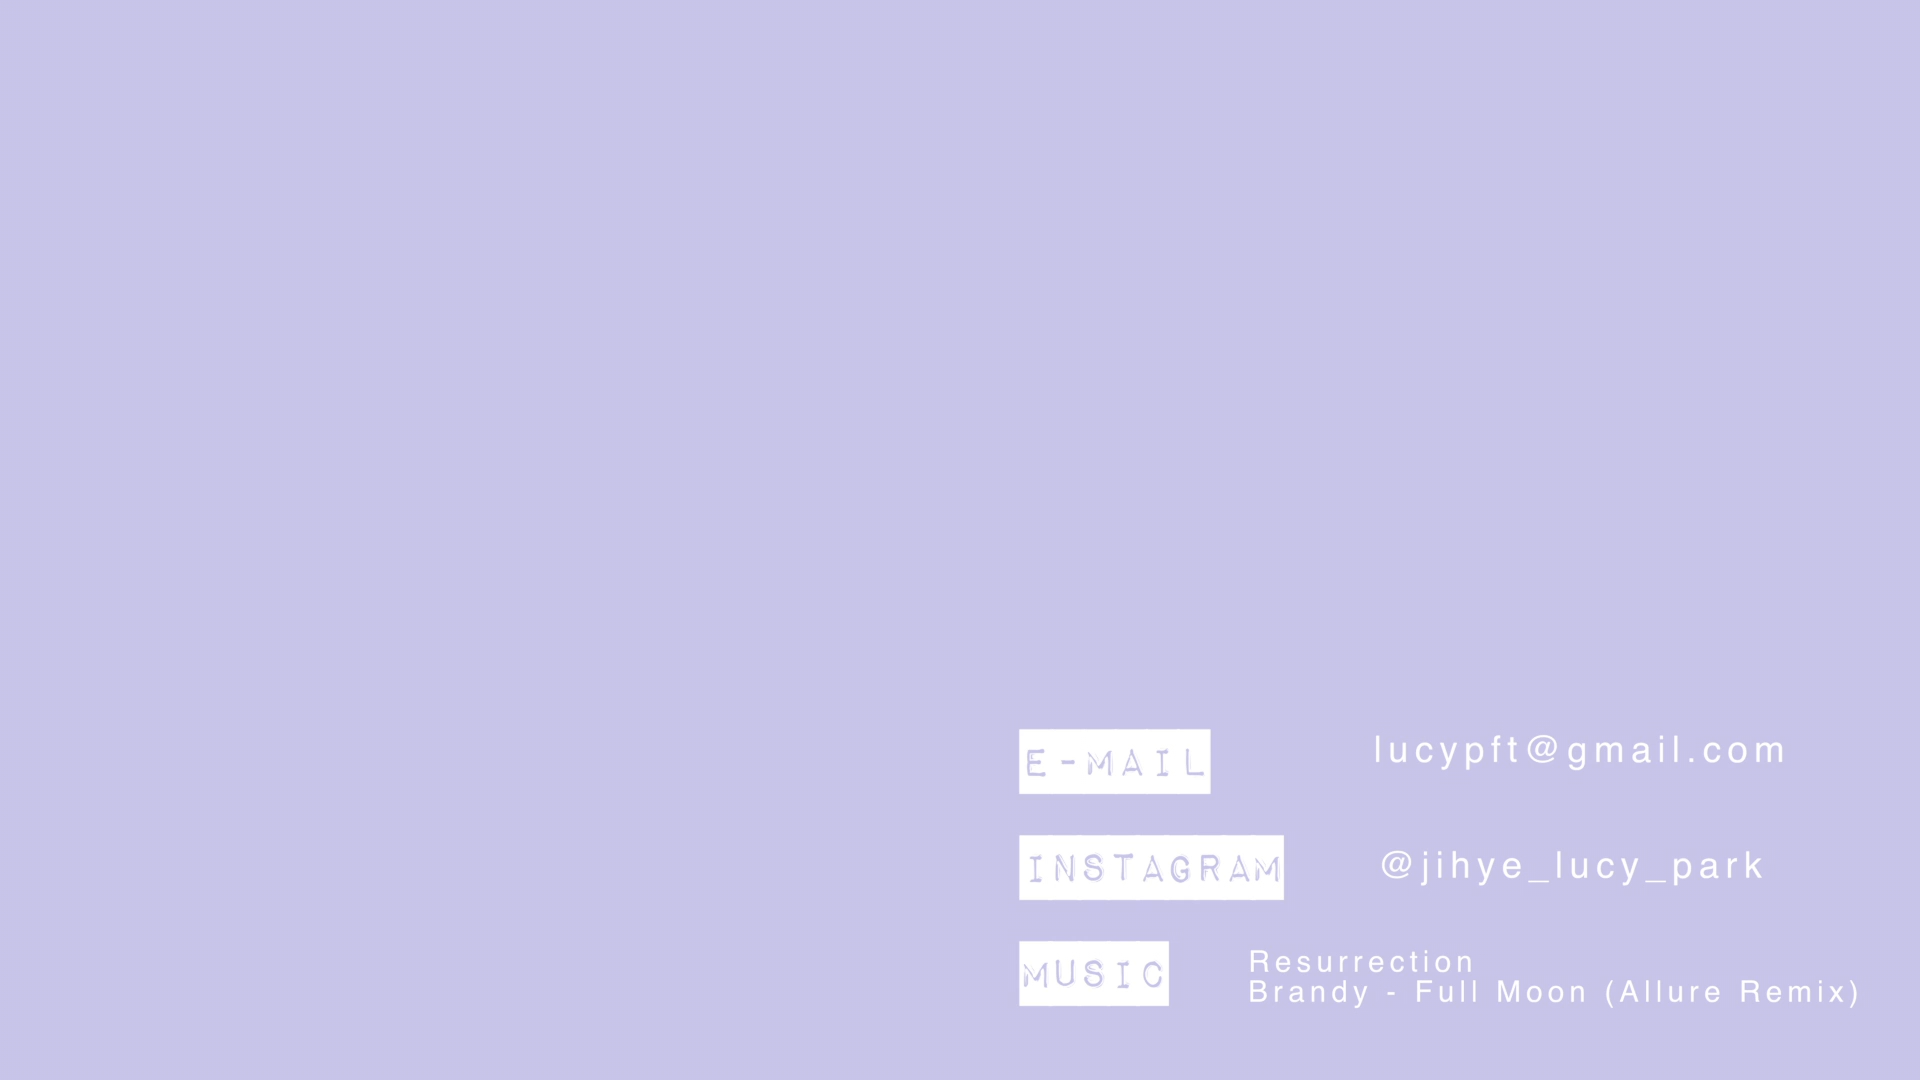 E-MAIL lucypft@gmail.com
INSTAGRAM @jihye_lucy_park
MUSIC Resurrection
Brandy - Full Moon (Allure Remix)